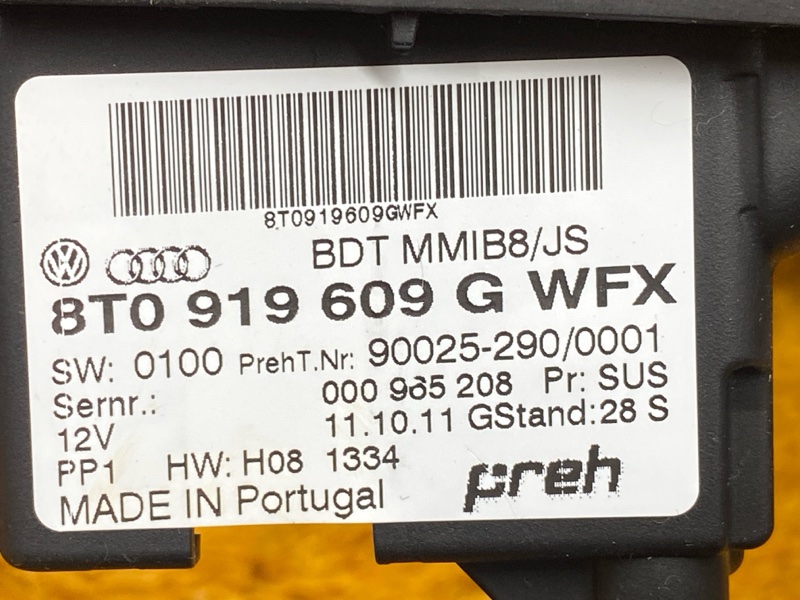 8T0919609GWFX
BDT MMIB8/JS
8T0 919 609 G WFX
SW: 0100 PrehT.Nr: 90025-290/0001
Sernr.: 000 965 208 Pr: SUS
12V 11.10.11 GStand:28 S
PP1 HW: H08 1334
preh
MADE IN Portugal